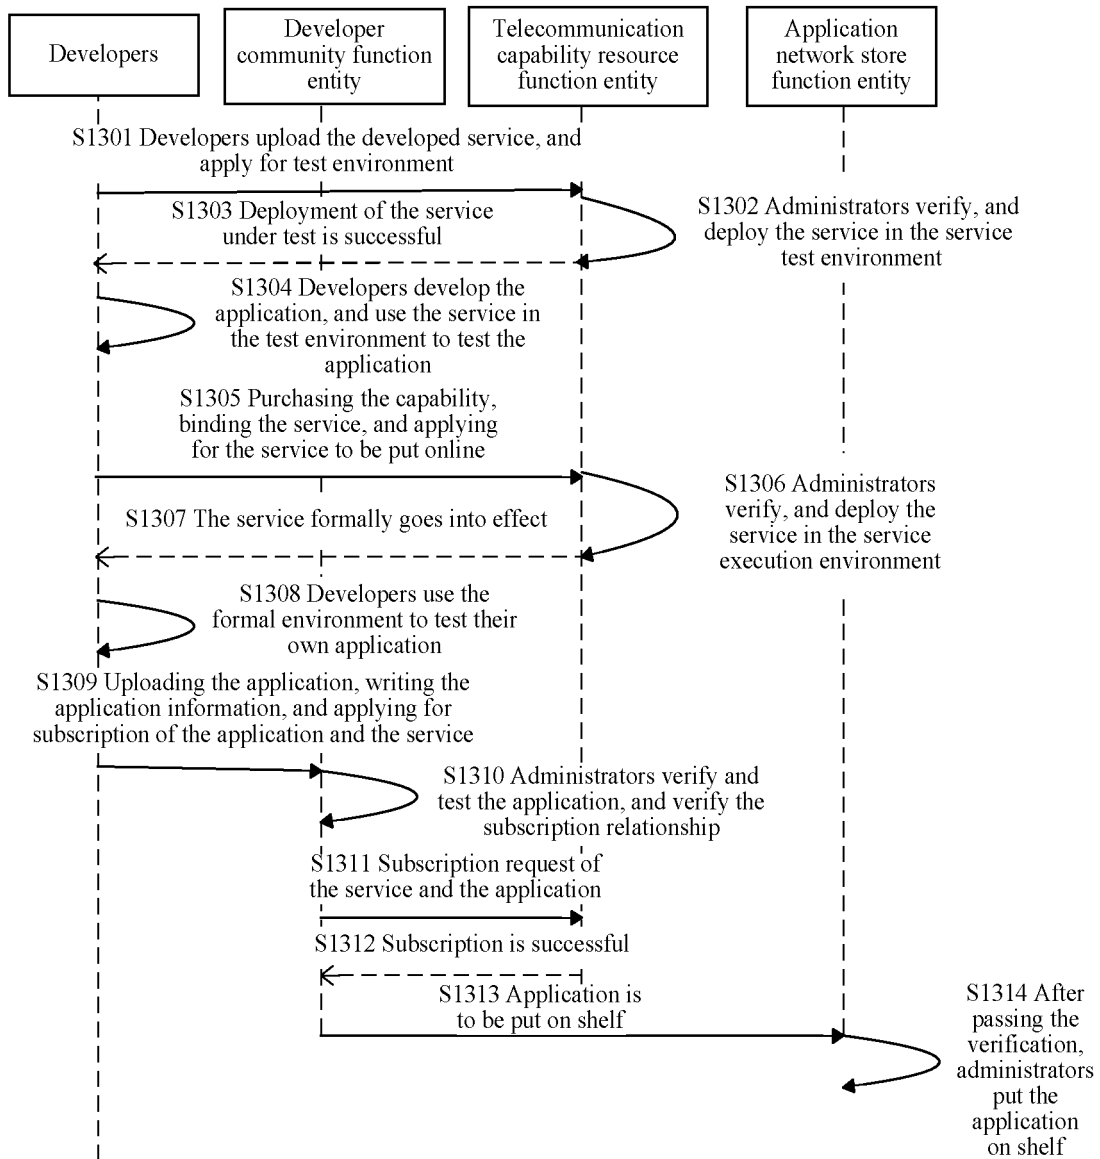 Developers
Developer
community function
entity
Telecommunication
capability resource
function entity
Application
network store
function entity
S1301 Developers upload the developed service, and
apply for test environment
S1302 Administrators verify, and
deploy the service in the service
test environment
S1303 Deployment of the service
under test is successful
S1304 Developers develop the
application, and use the service in
the test environment to test the
application
S1305 Purchasing the capability,
binding the service, and applying
for the service to be put online
S1306 Administrators
verify, and deploy the
service in the service
execution environment
S1307 The service formally goes into effect
S1308 Developers use the
formal environment to test their
own application
S1309 Uploading the application, writing the
application information, and applying for
subscription of the application and the service
S1310 Administrators verify and
test the application, and verify the
subscription relationship
S1311 Subscription request of
the service and the application
S1312 Subscription is successful
S1313 Application is
to be put on shelf
S1314 After
passing the
verification,
administrators
put the
application
on shelf